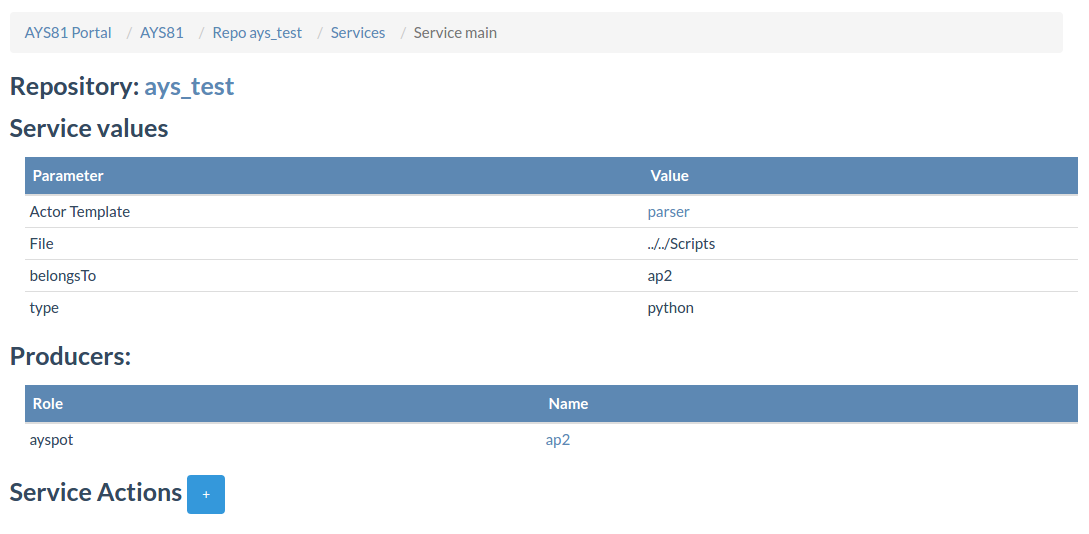 AYS81 Portal / AYS81 / Repo ays_test / Services / Service main
Repository: ays_test
Service values
Parameter Value
Actor Template parser
File ../../Scripts
belongsTo ap2
type python
Producers:
Role Name
ayspot ap2
Service Actions +